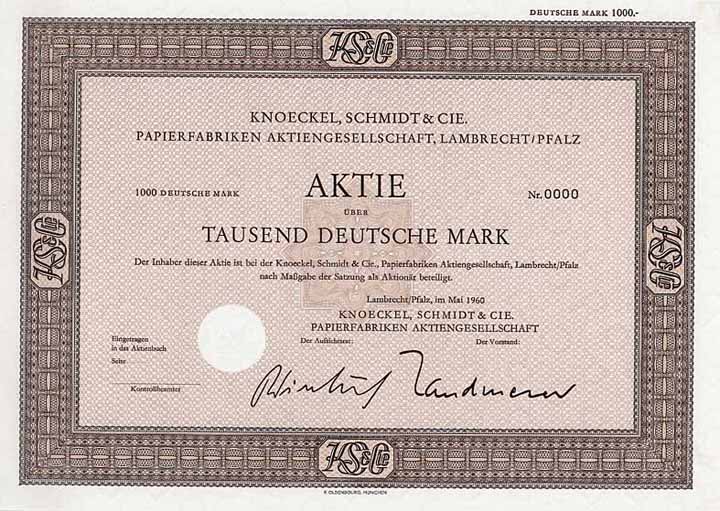 DEUTSCHE MARK 1000.-
KS&Cie
KNOECKEL, SCHMIDT & CIE.
PAPIERFABRIKEN AKTIENGESELLSCHAFT, LAMBRECHT/PFALZ
1000 DEUTSCHE MARK
AKTIE
Nr. 0000
ÜBER
TAUSEND DEUTSCHE MARK
Der Inhaber dieser Aktie ist bei der Knoeckel, Schmidt & Cie., Papierfabriken Aktiengesellschaft, Lambrecht/Pfalz
nach Maßgabe der Satzung als Aktionär beteiligt.
KS&Cie
KS&Cie
Lambrecht/Pfalz, im Mai 1960
KNOECKEL, SCHMIDT & CIE.
PAPIERFABRIKEN AKTIENGESELLSCHAFT
Der Aufsichtsrat:
Der Vorstand:
Eingetragen
in das Aktienbuch
Seite
Kontrollbeamter
KS&Cie
R. OLDENBOURG, MÜNCHEN